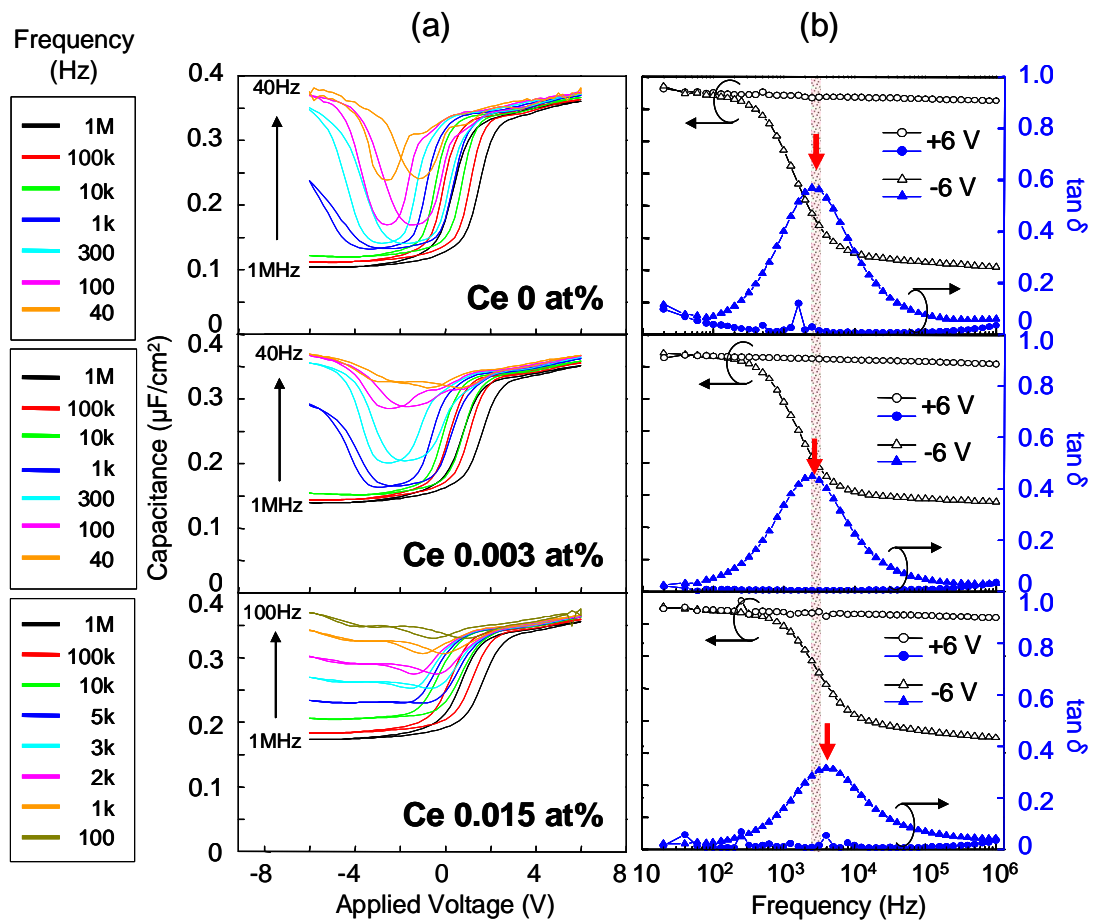 (a)
(b)
Frequency
(Hz)
1M
100k
10k
1k
300
100
40
1M
100k
10k
1k
300
100
40
1M
100k
10k
5k
3k
2k
1k
100
Capacitance (µF/cm²)
0.4
0.3
0.2
0.1
0
40Hz
1MHz
Ce 0 at%
0.4
0.3
0.2
0.1
0
40Hz
1MHz
Ce 0.003 at%
0.4
0.3
0.2
0.1
0
100Hz
1MHz
Ce 0.015 at%
-8
-4
0
4
8
Applied Voltage (V)
+6 V
-6 V
1.0
0.8
0.6
0.4
0.2
0
tan δ
+6 V
-6 V
1.0
0.8
0.6
0.4
0.2
0
tan δ
+6 V
-6 V
1.0
0.8
0.6
0.4
0.2
0
tan δ
10
10²
10³
10⁴
10⁵
10⁶
Frequency (Hz)